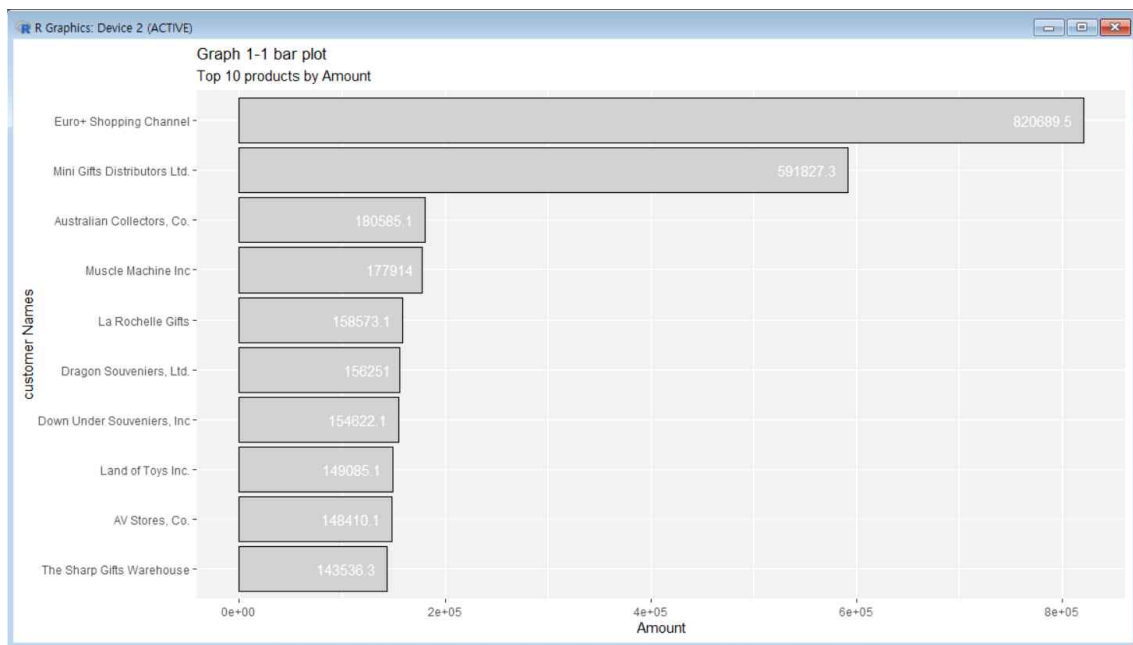 R Graphics: Device 2 (ACTIVE)
Graph 1-1 bar plot
Top 10 products by Amount
customer Names
Euro+ Shopping Channel
820689.5
Mini Gifts Distributors Ltd.
591827.3
Australian Collectors, Co.
180585.1
Muscle Machine Inc
177914
La Rochelle Gifts
158573.1
Dragon Souveniers, Ltd.
156251
Down Under Souveniers, Inc
154622.1
Land of Toys Inc.
149085.1
AV Stores, Co.
148410.1
The Sharp Gifts Warehouse
143536.3
0e+00 2e+05 4e+05 6e+05 8e+05
Amount